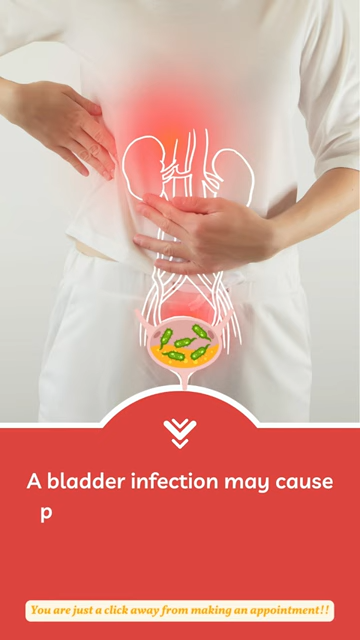 A bladder infection may cause
p
You are just a click away from making an appointment!!